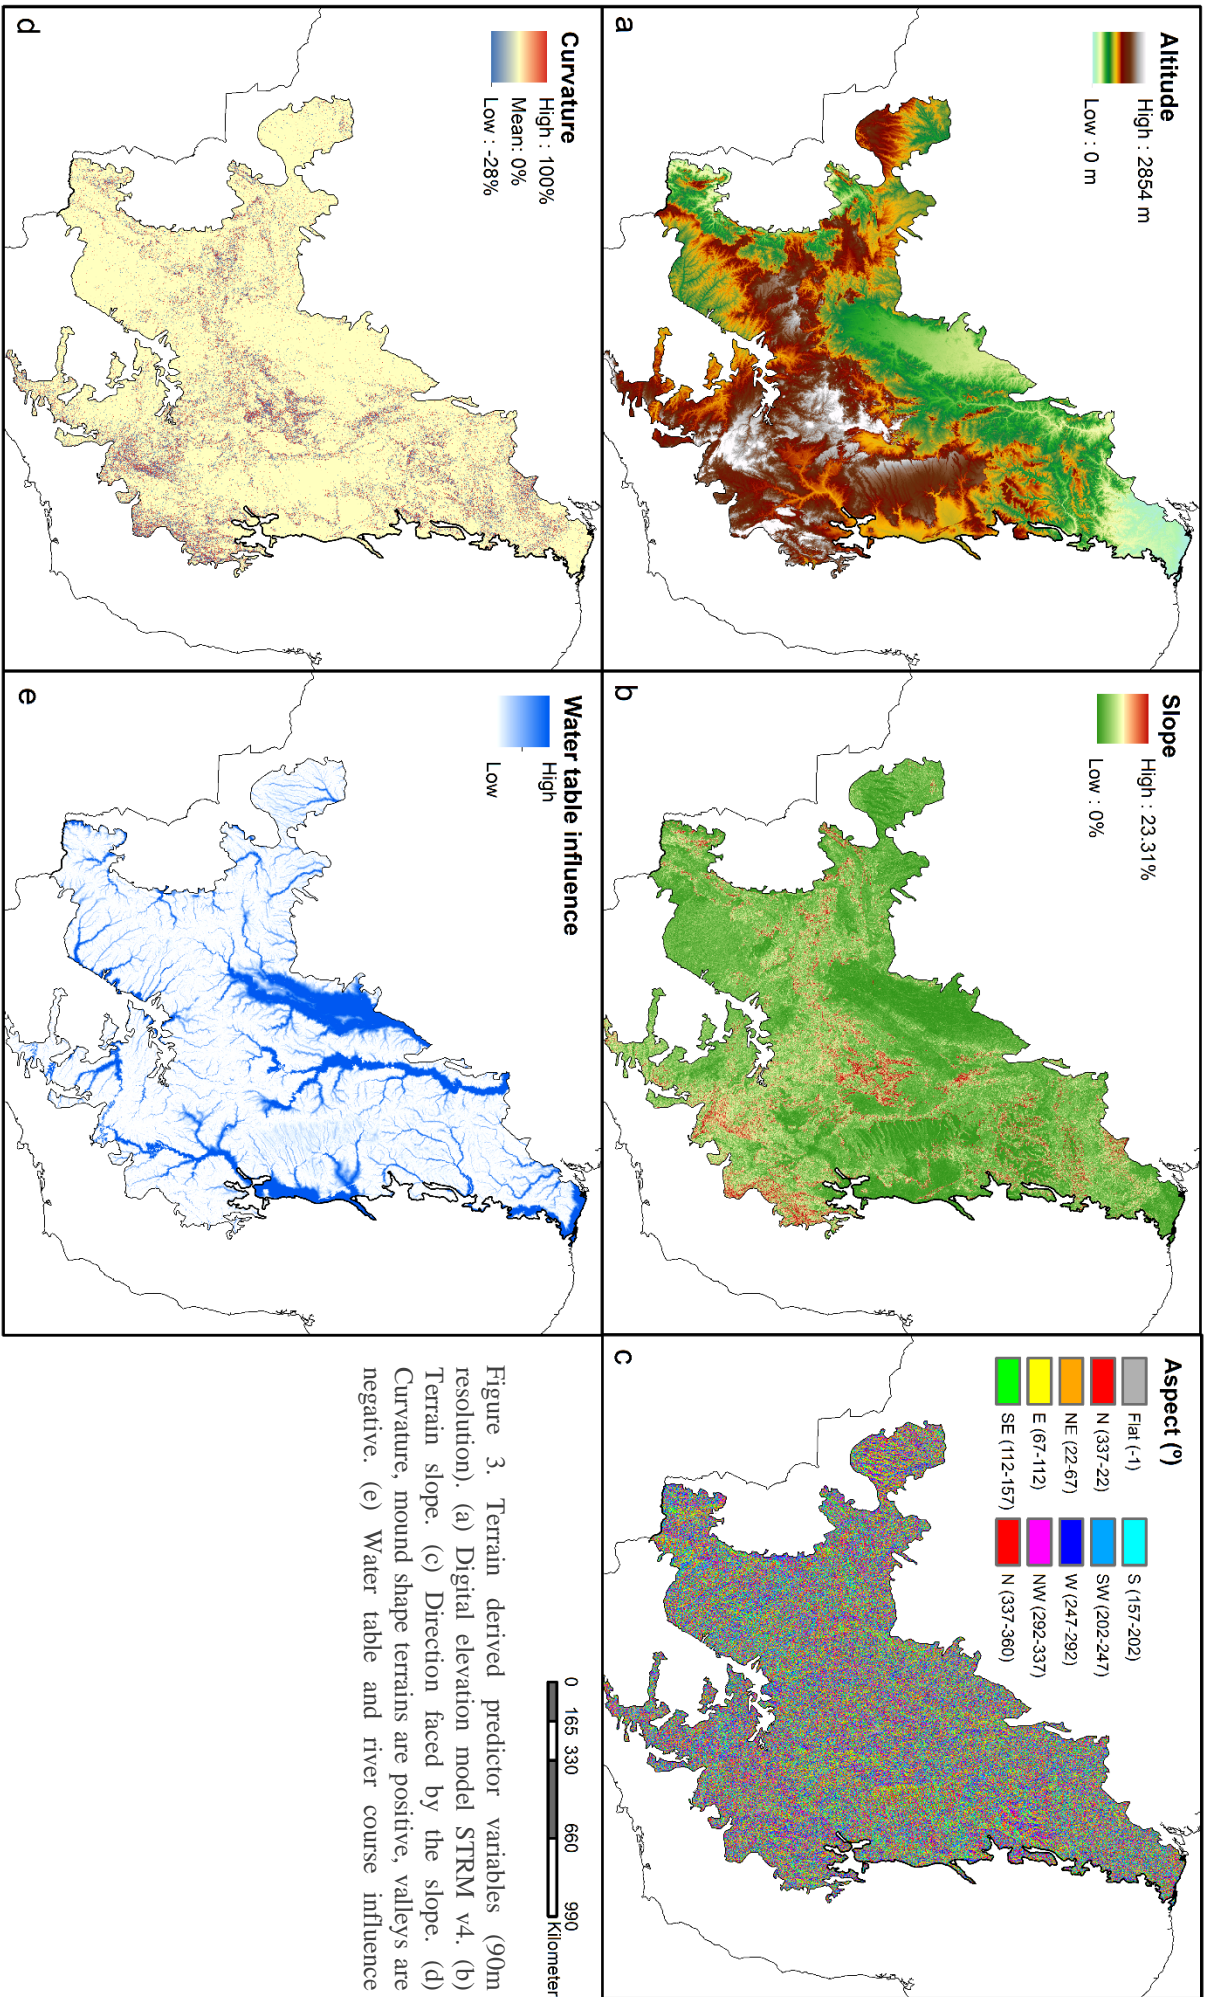 Altitude
High : 2854 m
Low : 0 m
a
Slope
High : 23.31%
Low : 0%
b
Aspect (º)
Flat (-1)
N (337-22)
NE (22-67)
E (67-112)
SE (112-157)
S (157-202)
SW (202-247)
W (247-292)
NW (292-337)
N (337-360)
c
Curvature
High : 100%
Mean: 0%
Low : -28%
d
Water table influence
High
Low
e
0 165 330 660 990
Kilometer
Figure 3. Terrain derived predictor variables (90m
resolution). (a) Digital elevation model STRM v4. (b)
Terrain slope. (c) Direction faced by the slope. (d)
Curvature, mound shape terrains are positive, valleys are
negative. (e) Water table and river course influence